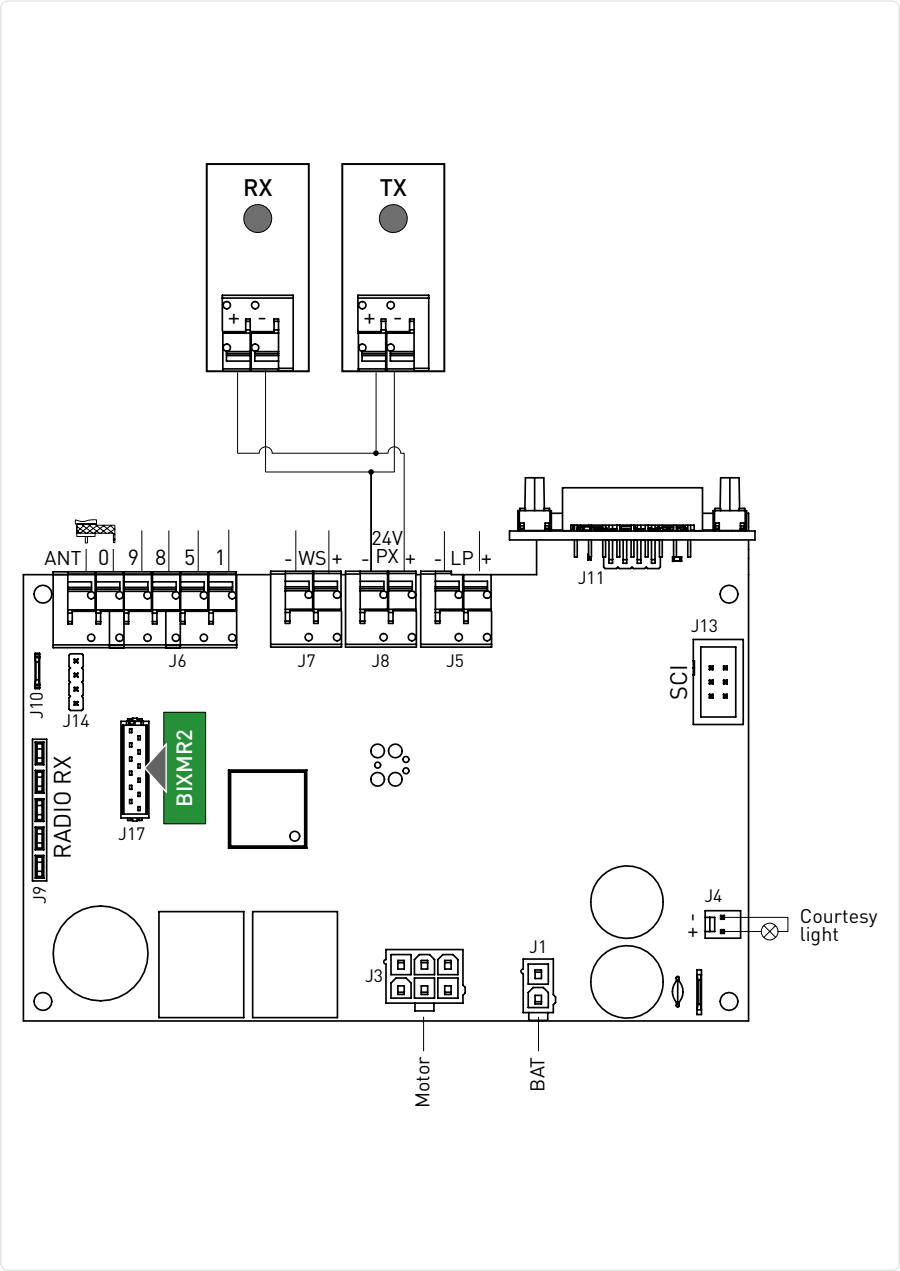 RX TX
+ - + -
24V
ANT 0 9 8 5 1 - WS + - PX + - LP +
J11
J6 J7 J8 J5
J13
SCI
J10
J14
BIXMR2
RADIO RX
J17
J9
J4
-
+
Courtesy
light
J3
J1
Motor
BAT